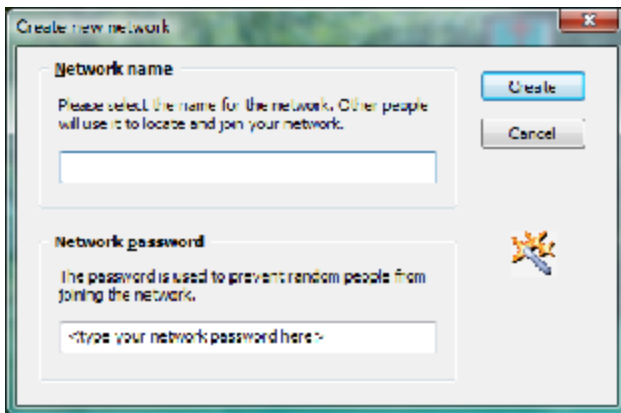 Create new network
Network name
Please select the name for the network. Other people
will use it to locate and join your network.
Create
Cancel
Network password
The password is used to prevent random people from
joining the network.
<type your network password here>